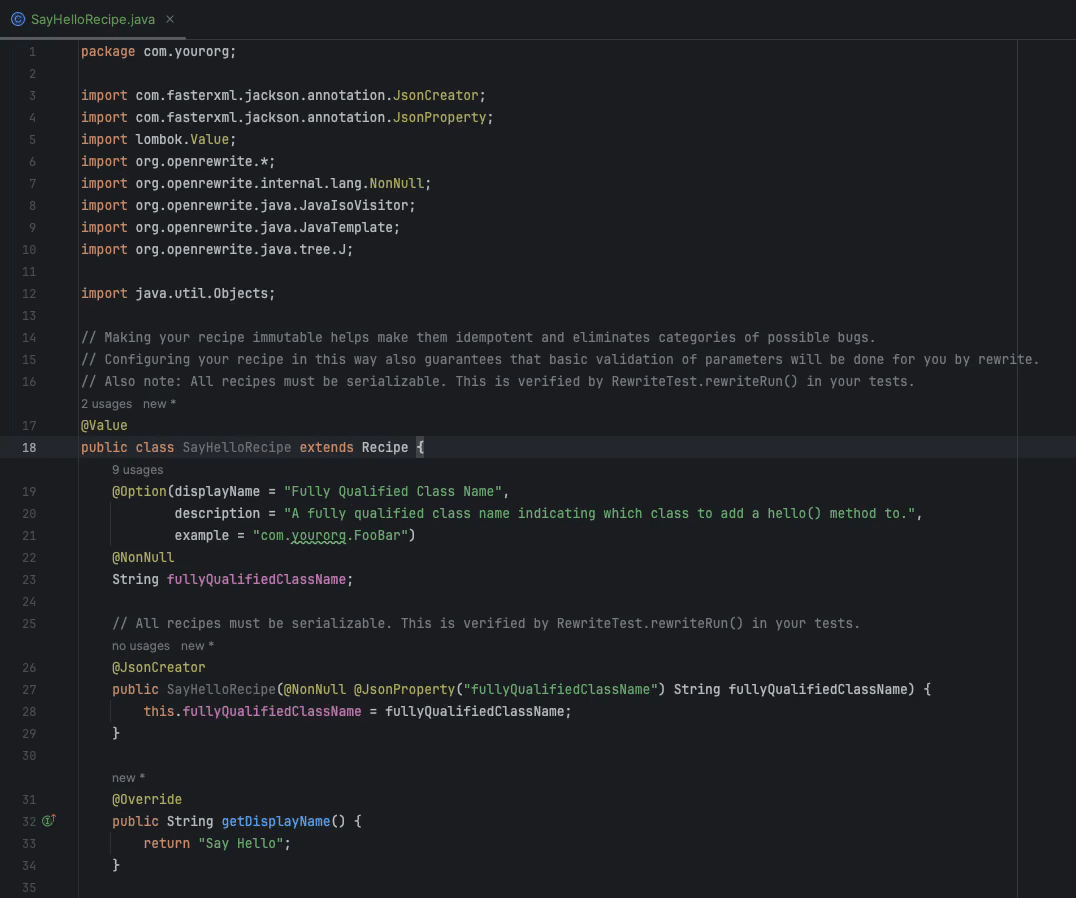 SayHelloRecipe.java ×
1 package com.yourorg;
2
3 import com.fasterxml.jackson.annotation.JsonCreator;
4 import com.fasterxml.jackson.annotation.JsonProperty;
5 import lombok.Value;
6 import org.openrewrite.*;
7 import org.openrewrite.internal.lang.NonNull;
8 import org.openrewrite.java.JavaIsoVisitor;
9 import org.openrewrite.java.JavaTemplate;
10 import org.openrewrite.java.tree.J;
11
12 import java.util.Objects;
13
14 // Making your recipe immutable helps make them idempotent and eliminates categories of possible bugs.
15 // Configuring your recipe in this way also guarantees that basic validation of parameters will be done for you by rewrite.
16 // Also note: All recipes must be serializable. This is verified by RewriteTest.rewriteRun() in your tests.
2 usages new *
17 @Value
18 public class SayHelloRecipe extends Recipe {
9 usages
19 @Option(displayName = "Fully Qualified Class Name",
20 description = "A fully qualified class name indicating which class to add a hello() method to.",
21 example = "com.yourorg.FooBar")
22 @NonNull
23 String fullyQualifiedClassName;
24
25 // All recipes must be serializable. This is verified by RewriteTest.rewriteRun() in your tests.
no usages new *
26 @JsonCreator
27 public SayHelloRecipe(@NonNull @JsonProperty("fullyQualifiedClassName") String fullyQualifiedClassName) {
28 this.fullyQualifiedClassName = fullyQualifiedClassName;
29 }
30
new *
31 @Override
32 public String getDisplayName() {
33 return "Say Hello";
34 }
35